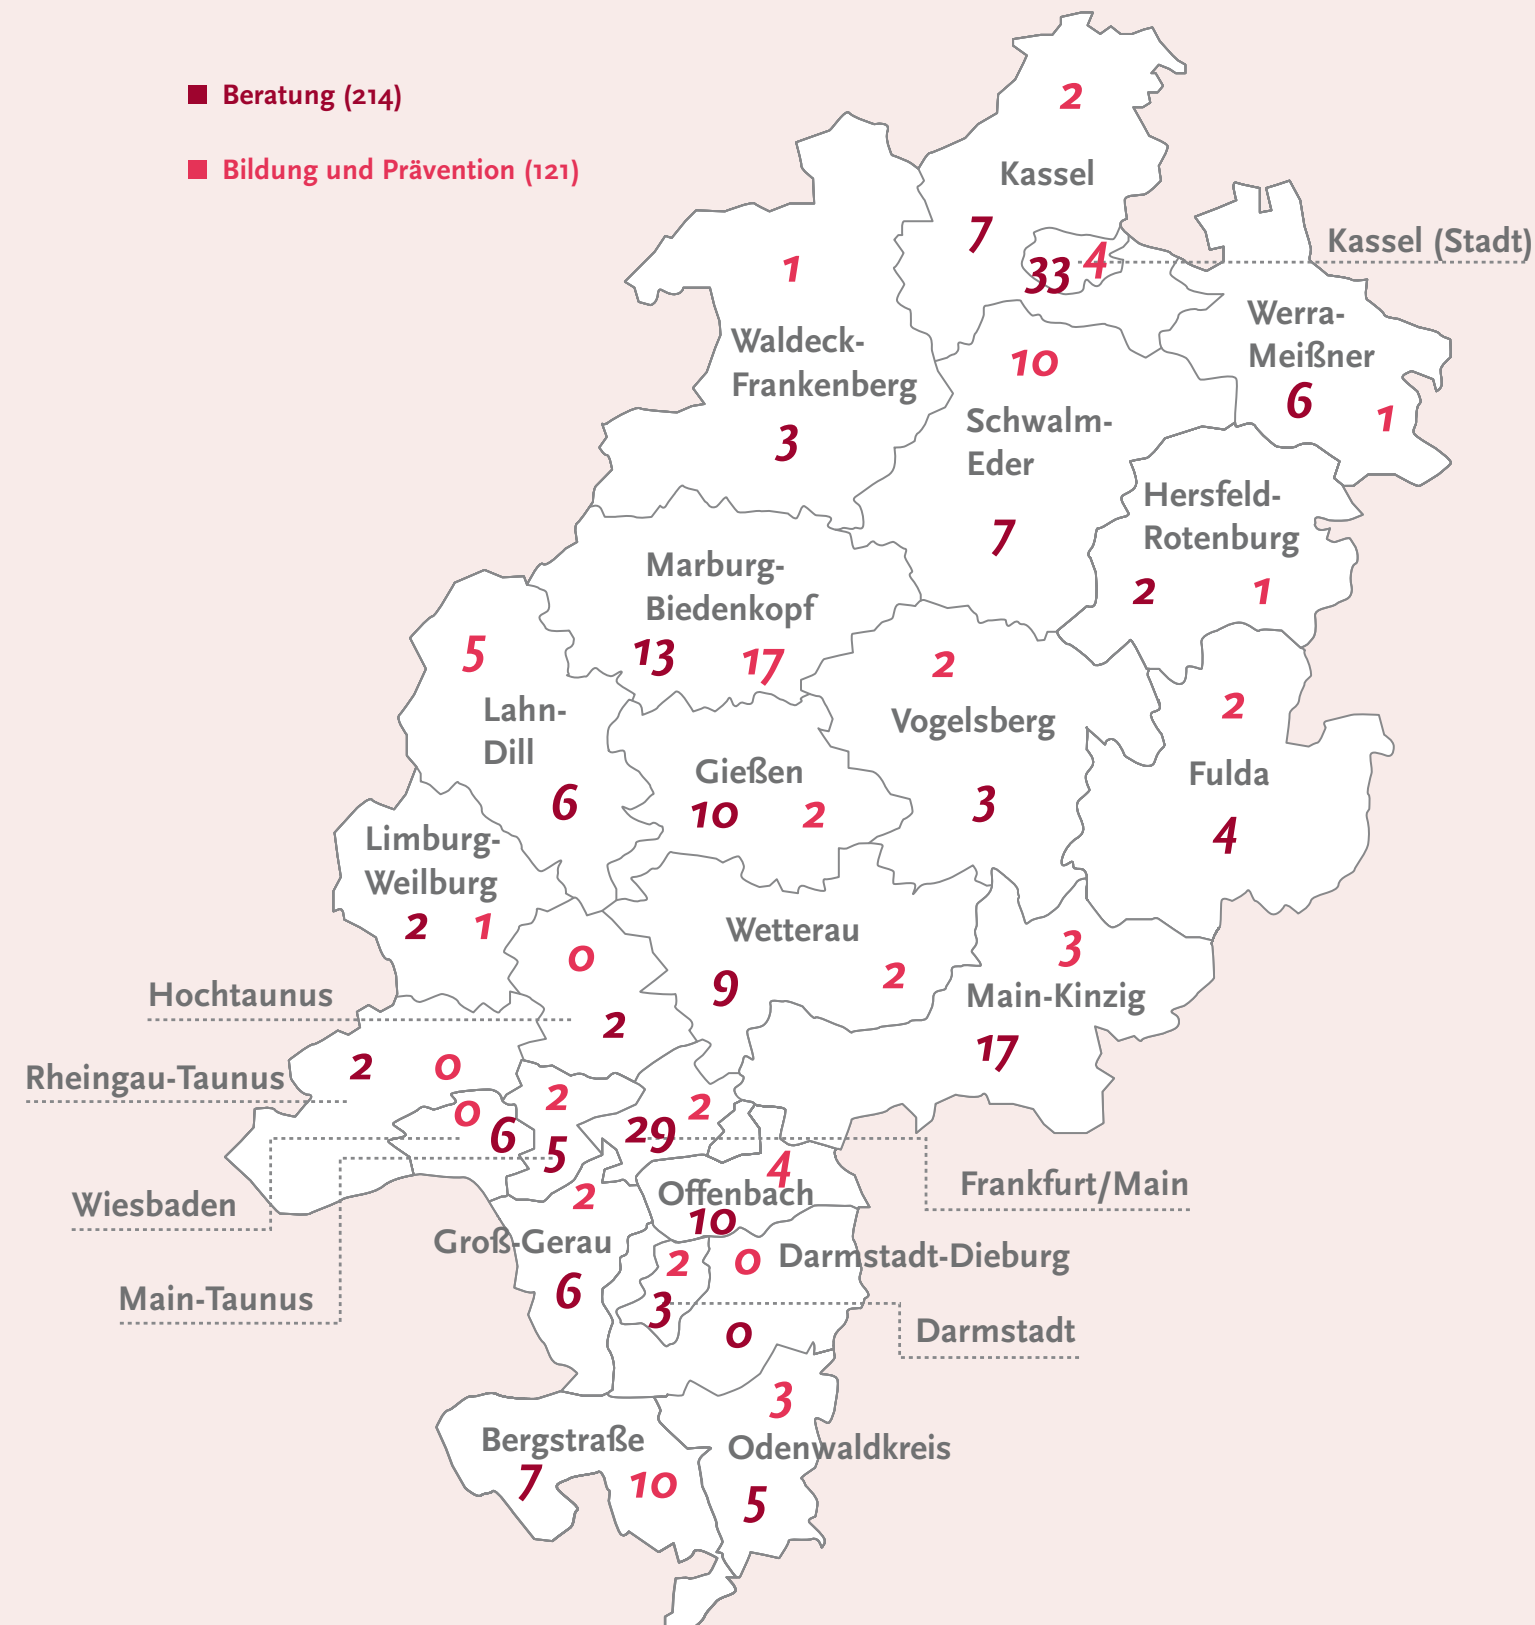 Beratung (214)
Bildung und Prävention (121)
2
Kassel
7
Kassel (Stadt)
33 4
1
Waldeck-
Frankenberg
3
Werra-
Meißner
6 1
10
Schwalm-
Eder
7
Hersfeld-
Rotenburg
2 1
Marburg-
Biedenkopf
13 17
5
Lahn-
Dill
6
2
Vogelsberg
3
2
Fulda
4
Gießen
10 2
Limburg-
Weilburg
2 1
Wetterau
9 2
0
Hochtaunus
2
3
Main-Kinzig
17
Rheingau-Taunus
2 0
0
6
Wiesbaden
2
5
Main-Taunus
2
29
Frankfurt/Main
4
Offenbach
10
2
Groß-Gerau
6
0 Darmstadt-Dieburg
0
2
3
Darmstadt
3
Odenwaldkreis
5
Bergstraße
7 10